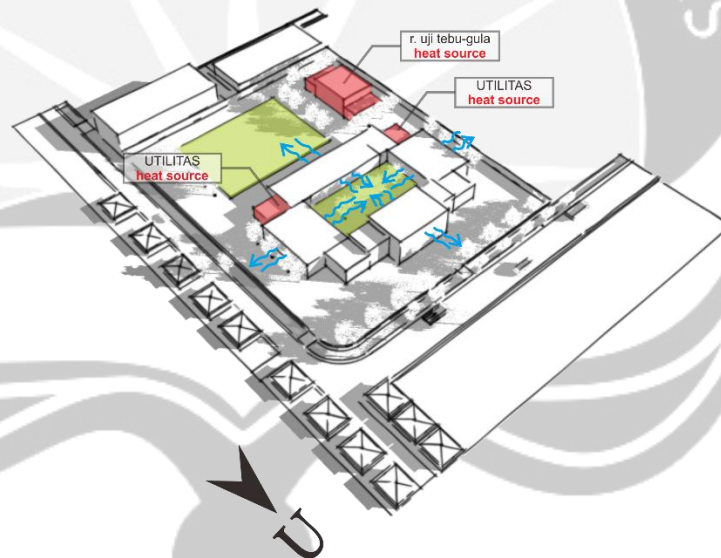 r. uji tebu-gula
heat source
UTILITAS
heat source
UTILITAS
heat source
U